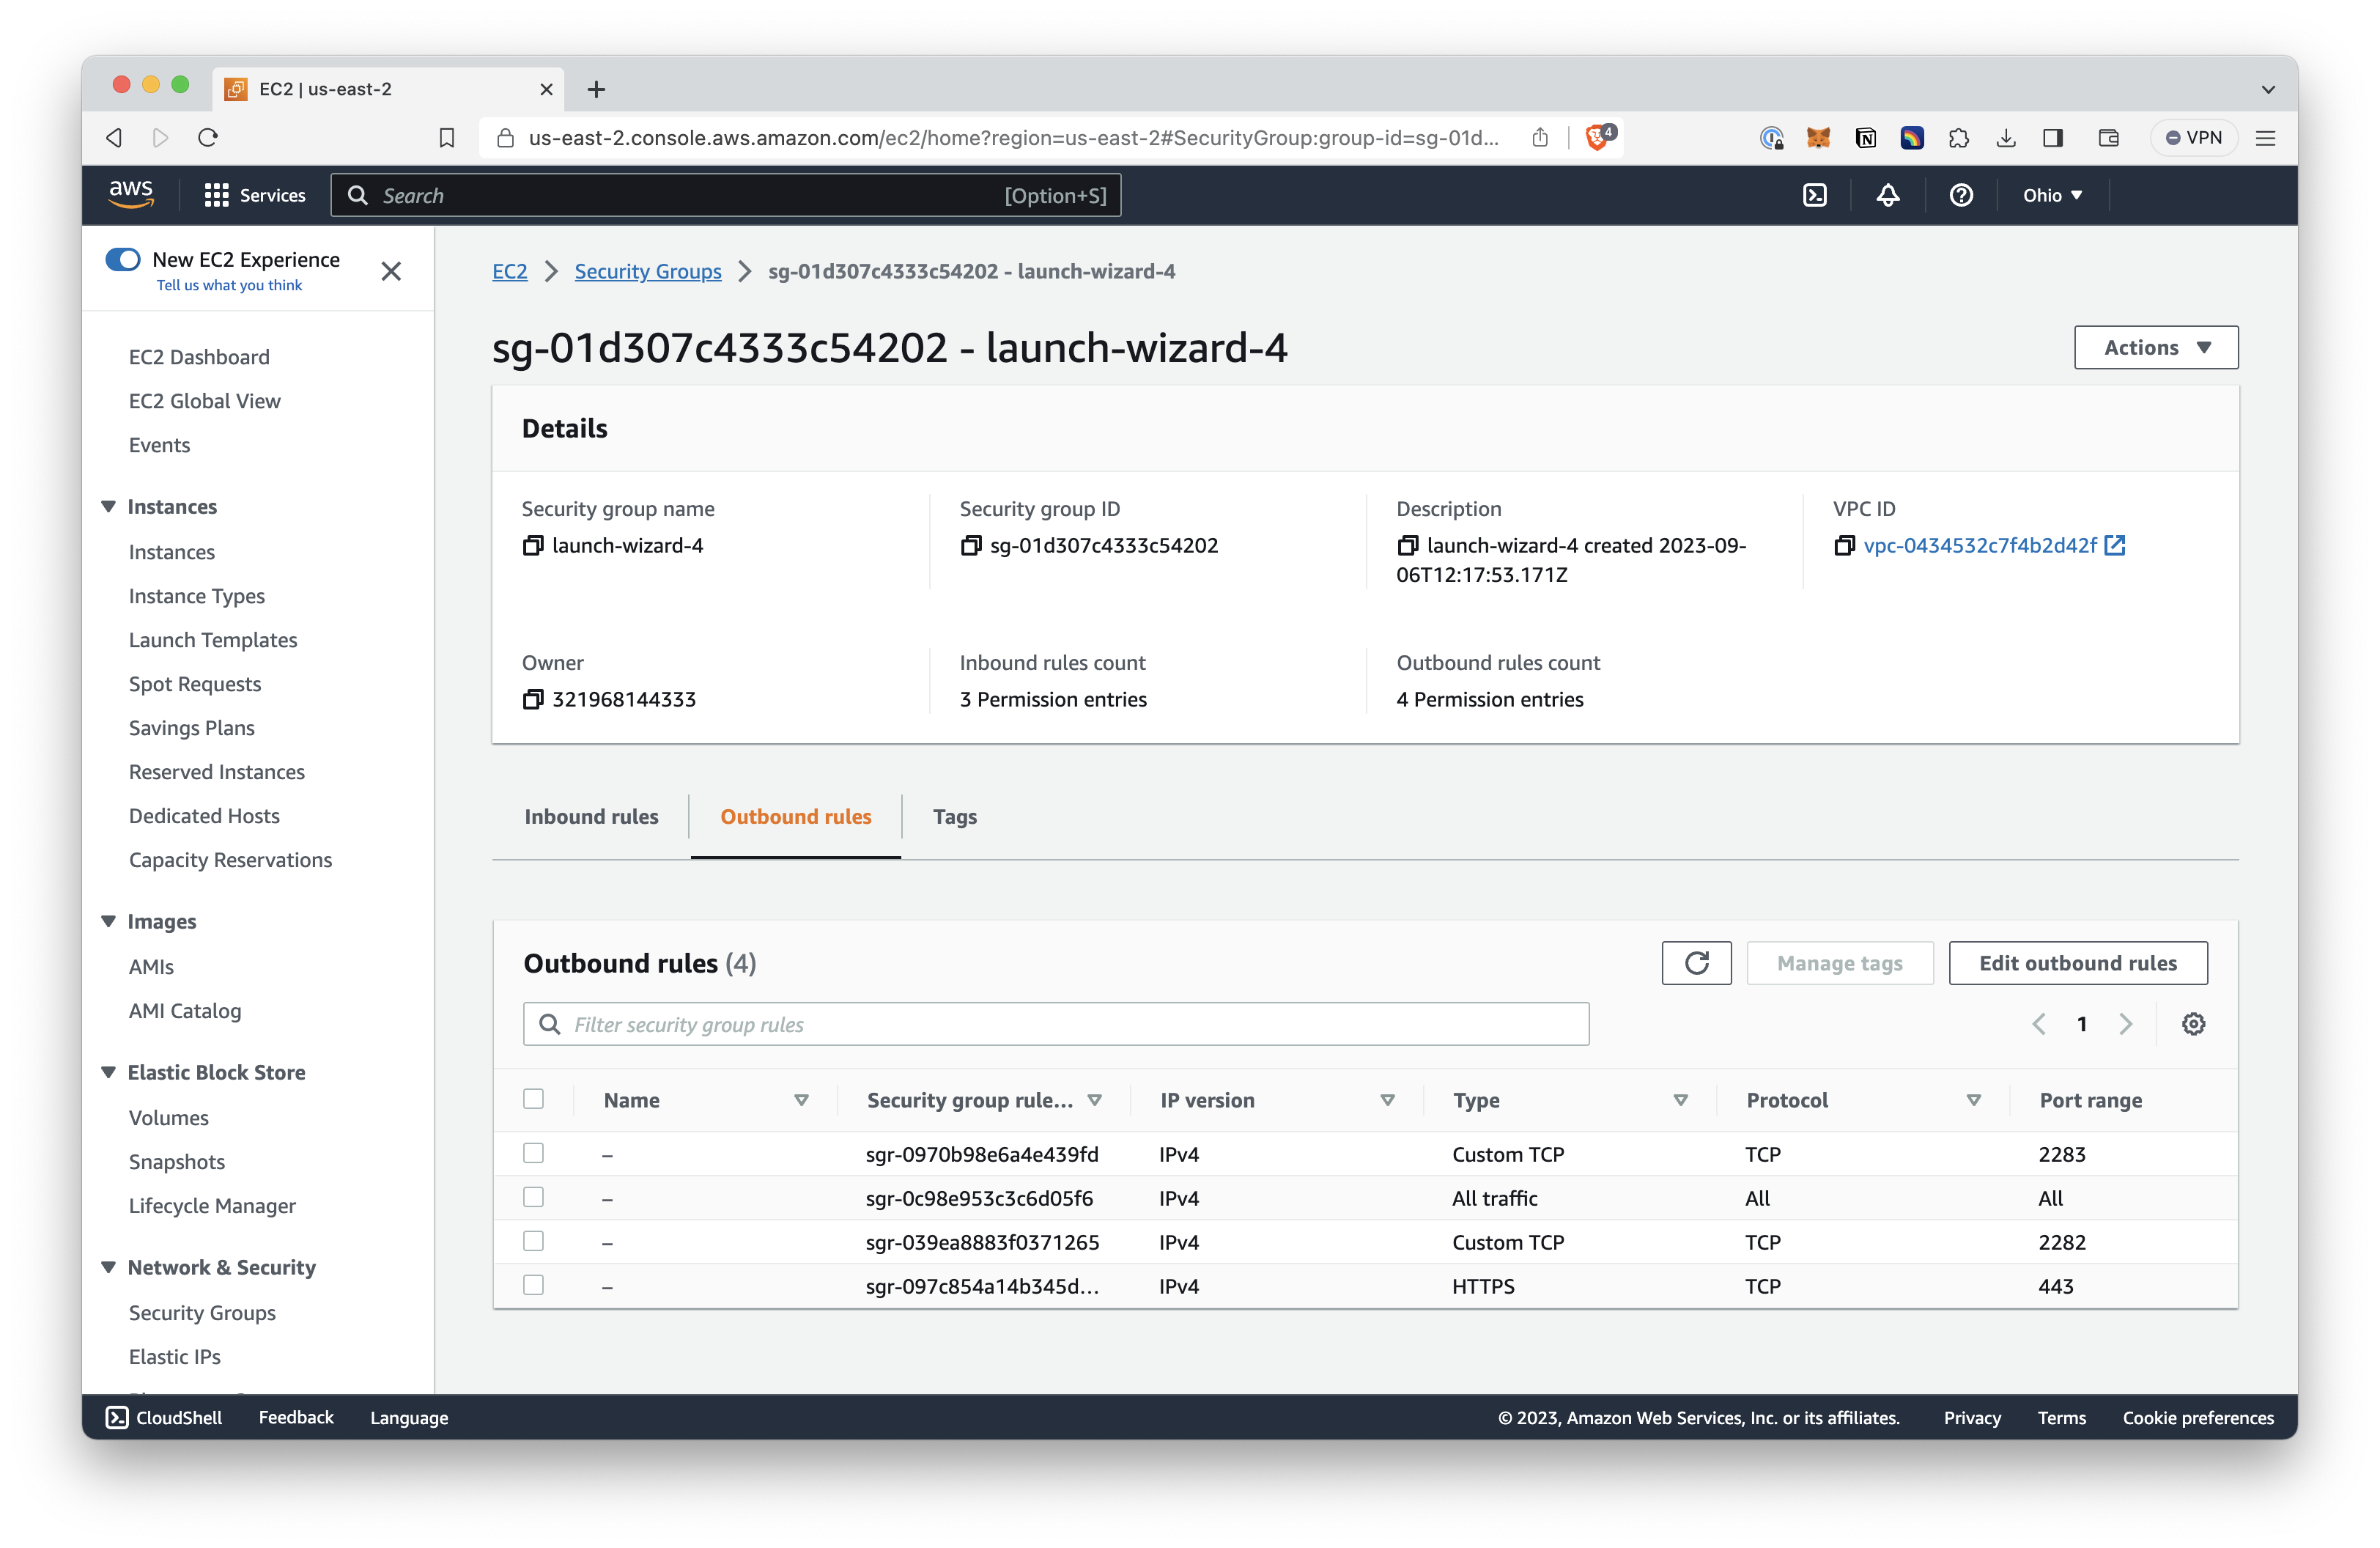 EC2 | us-east-2
us-east-2.console.aws.amazon.com/ec2/home?region=us-east-2#SecurityGroup:group-id=sg-01d...
4
VPN
aws
Services
Search
[Option+S]
Ohio
New EC2 Experience
Tell us what you think
EC2 Dashboard
EC2 Global View
Events
Instances
Instances
Instance Types
Launch Templates
Spot Requests
Savings Plans
Reserved Instances
Dedicated Hosts
Capacity Reservations
Images
AMIs
AMI Catalog
Elastic Block Store
Volumes
Snapshots
Lifecycle Manager
Network & Security
Security Groups
Elastic IPs
EC2 > Security Groups > sg-01d307c4333c54202 - launch-wizard-4
sg-01d307c4333c54202 - launch-wizard-4
Actions
Details
Security group name
launch-wizard-4
Security group ID
sg-01d307c4333c54202
Description
launch-wizard-4 created 2023-09-
06T12:17:53.171Z
VPC ID
vpc-0434532c7f4b2d42f
Owner
321968144333
Inbound rules count
3 Permission entries
Outbound rules count
4 Permission entries
Inbound rules
Outbound rules
Tags
Outbound rules (4)
Manage tags
Edit outbound rules
Filter security group rules
1
Name Security group rule... IP version Type Protocol Port range
– sgr-0970b98e6a4e439fd IPv4 Custom TCP TCP 2283
– sgr-0c98e953c3c6d05f6 IPv4 All traffic All All
– sgr-039ea8883f0371265 IPv4 Custom TCP TCP 2282
– sgr-097c854a14b345d... IPv4 HTTPS TCP 443
CloudShell Feedback Language
© 2023, Amazon Web Services, Inc. or its affiliates. Privacy Terms Cookie preferences